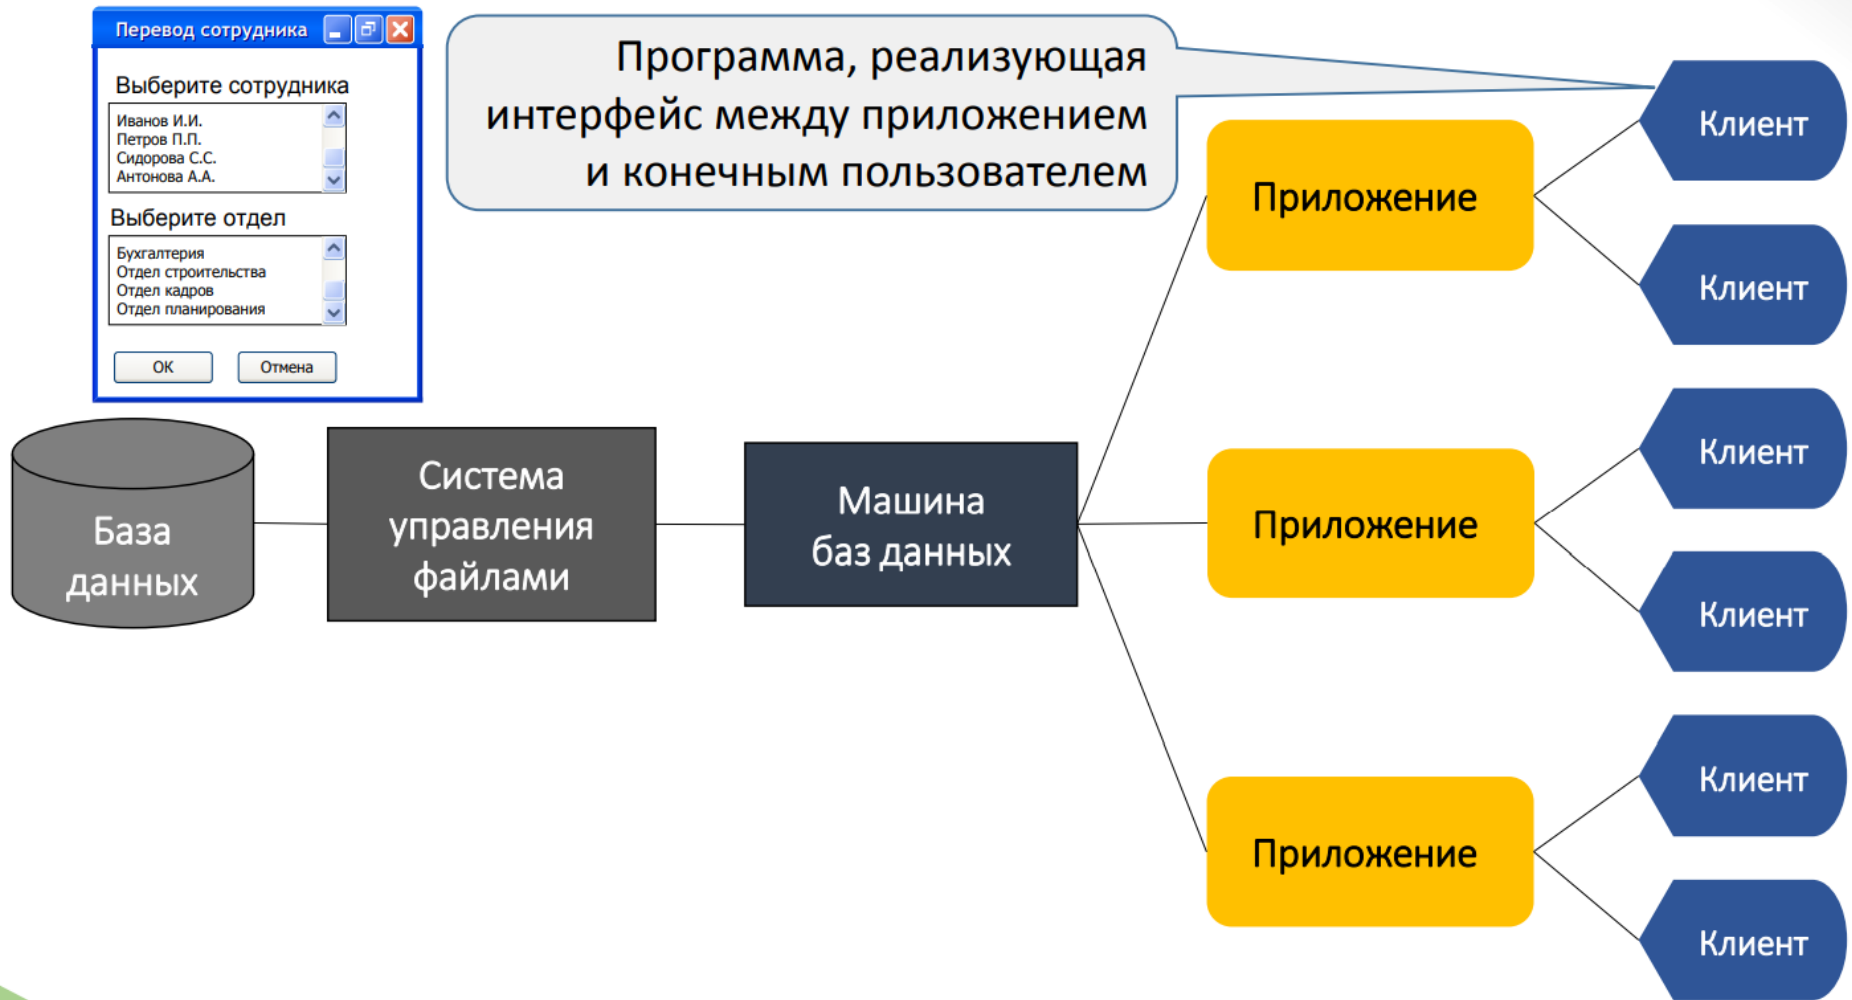 Перевод сотрудника
Выберите сотрудника
Иванов И.И.
Петров П.П.
Сидорова С.С.
Антонова А.А.
Выберите отдел
Бухгалтерия
Отдел строительства
Отдел кадров
Отдел планирования
ОК
Отмена
Программа, реализующая
интерфейс между приложением
и конечным пользователем
База
данных
Система
управления
файлами
Машина
баз данных
Приложение
Приложение
Приложение
Клиент
Клиент
Клиент
Клиент
Клиент
Клиент